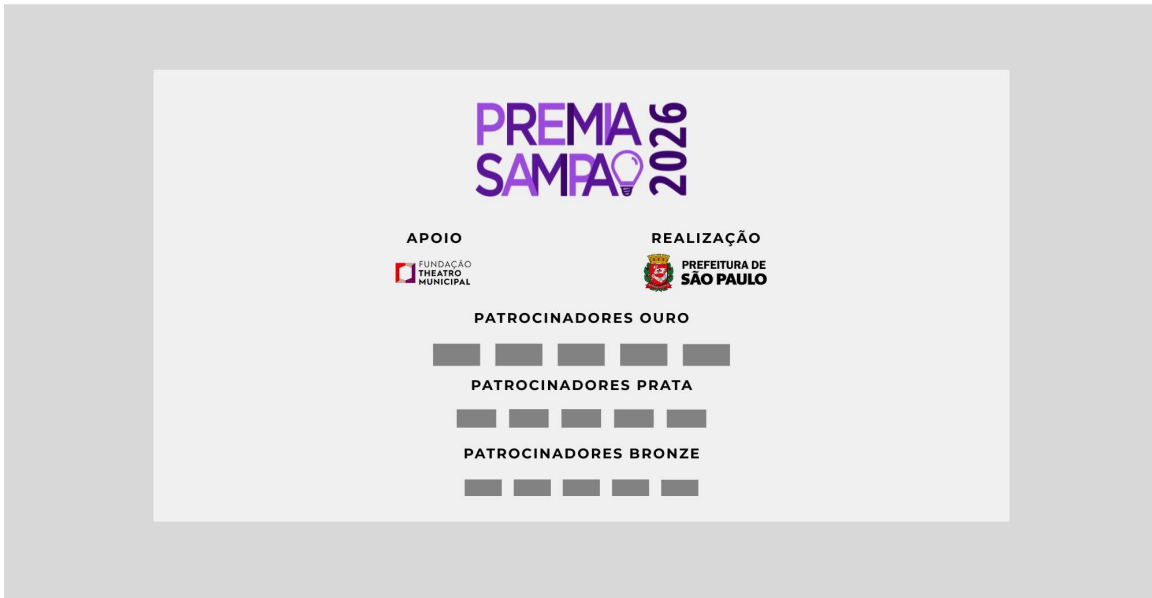 PREMIA
SAMPA
2026
APOIO
FUNDAÇÃO
THEATRO
MUNICIPAL
REALIZAÇÃO
PREFEITURA DE
SÃO PAULO
PATROCINADORES OURO
PATROCINADORES PRATA
PATROCINADORES BRONZE